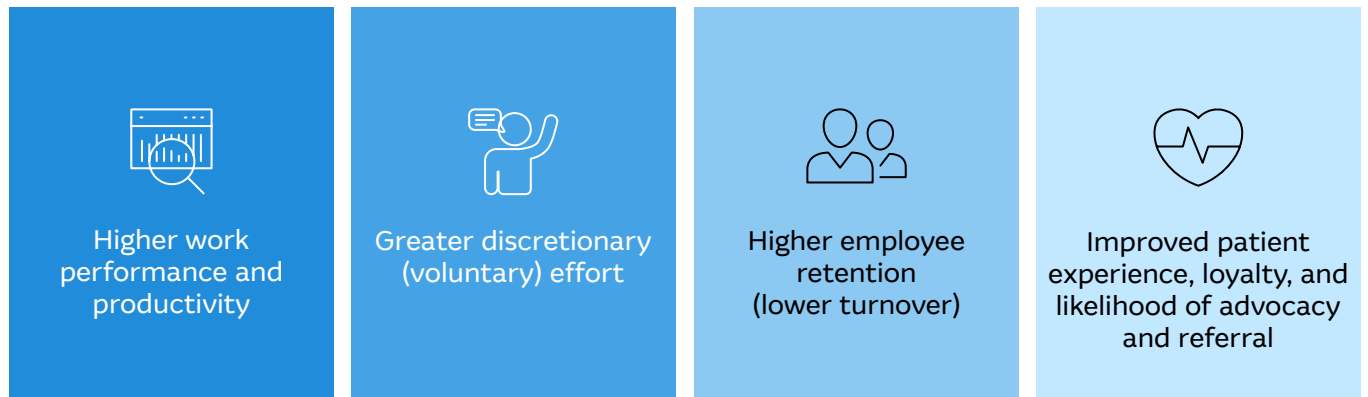 Higher work
performance and
productivity
Greater discretionary
(voluntary) effort
Higher employee
retention
(lower turnover)
Improved patient
experience, loyalty, and
likelihood of advocacy
and referral